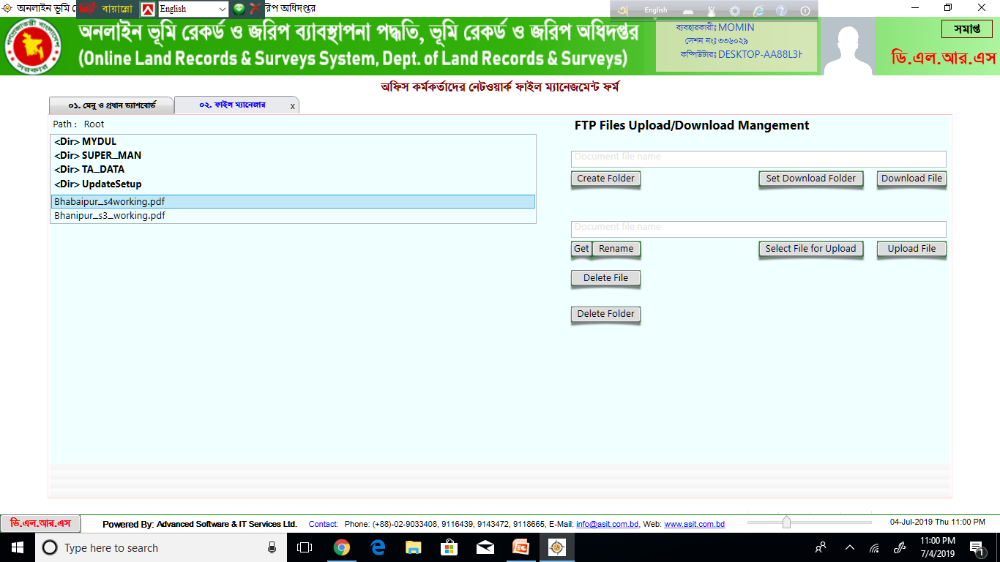 অনলাইন ভূমি রে
বায়ান্নো
English
রিপ অধিদপ্তর
English
অনলাইন ভূমি রেকর্ড ও জরিপ ব্যাবস্থাপনা পদ্ধতি, ভূমি রেকর্ড ও জরিপ অধিদপ্তর
(Online Land Records & Surveys System, Dept. of Land Records & Surveys)
ব্যবহারকারীঃ MOMIN
সেশন নংঃ ৩৩৬০২৯
কম্পিউটারঃ DESKTOP-AA88L3H
সমাপ্ত
ডি.এল.আর.এস
অফিস কর্মকর্তাদের নেটওয়ার্ক ফাইল ম্যানেজমেন্ট ফর্ম
০১. মেনু ও প্রধান ড্যাশবোর্ড
০২. ফাইল ম্যানেজার x
Path : Root
<Dir> MYDUL
<Dir> SUPER_MAN
<Dir> TA_DATA
<Dir> UpdateSetup
Bhabaipur_s4working.pdf
Bhanipur_s3_working.pdf
FTP Files Upload/Download Mangement
Document file name
Create Folder
Set Download Folder
Download File
Document file name
Get
Rename
Select File for Upload
Upload File
Delete File
Delete Folder
ডি.এল.আর.এস
Powered By: Advanced Software & IT Services Ltd.
Contact: Phone: (+88)-02-9033408, 9116439, 9143472, 9118665, E-Mail: info@asit.com.bd, Web: www.asit.com.bd
04-Jul-2019 Thu 11:00 PM
Type here to search
11:00 PM
7/4/2019
1